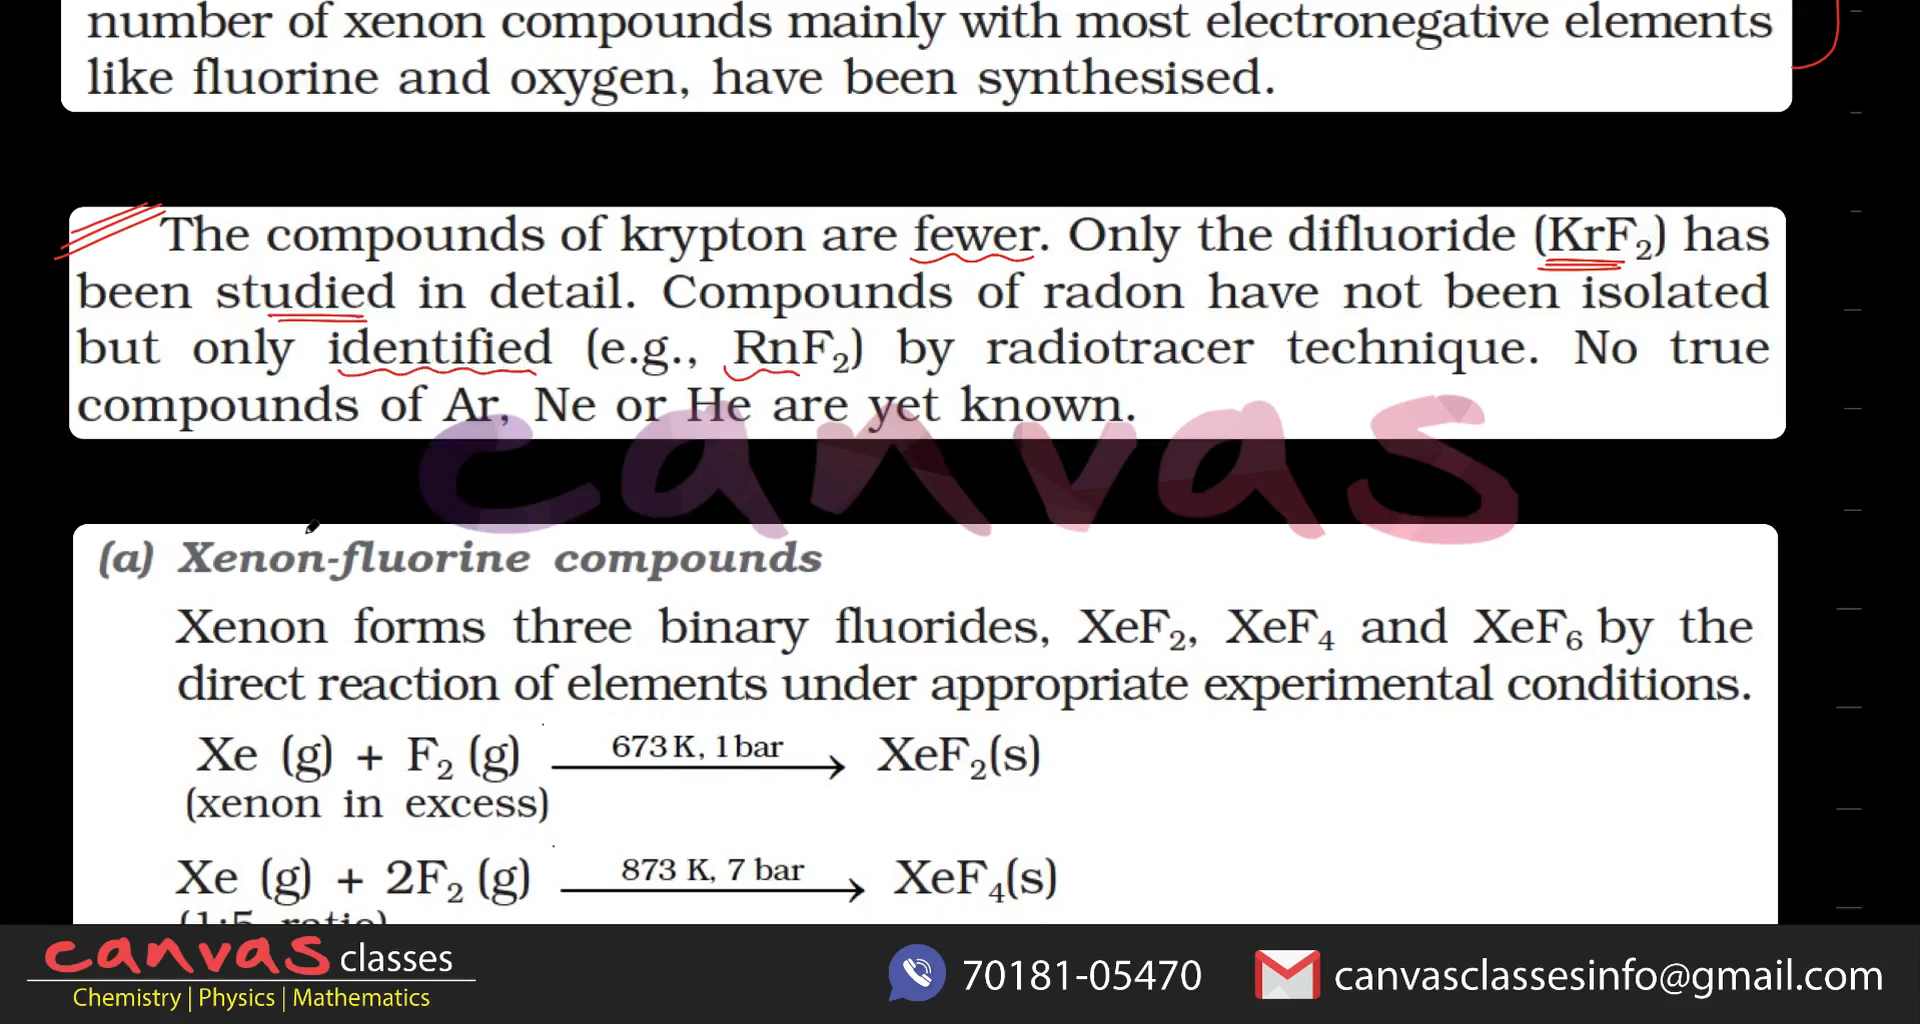 number of xenon compounds mainly with most electronegative elements
like fluorine and oxygen, have been synthesised.
The compounds of krypton are fewer. Only the difluoride (KrF₂) has
been studied in detail. Compounds of radon have not been isolated
but only identified (e.g., RnF₂) by radiotracer technique. No true
compounds of Ar, Ne or He are yet known.
canvas
(a) Xenon-fluorine compounds
Xenon forms three binary fluorides, XeF₂, XeF₄ and XeF₆ by the
direct reaction of elements under appropriate experimental conditions.
Xe (g) + F₂ (g) 673 K, 1 bar → XeF₂(s)
(xenon in excess)
Xe (g) + 2F₂ (g) 873 K, 7 bar → XeF₄(s)
(1:5 ratio)
canvas classes
Chemistry | Physics | Mathematics
70181-05470
canvasclassesinfo@gmail.com